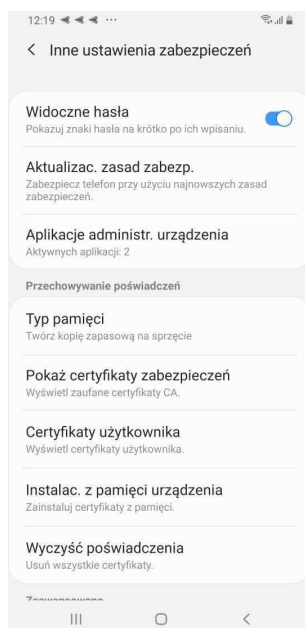 12:19
Inne ustawienia zabezpieczeń
Widoczne hasła
Pokazuj znaki hasła na krótko po ich wpisaniu.
Aktualizac. zasad zabezp.
Zabezpiecz telefon przy użyciu najnowszych zasad
zabezpieczeń.
Aplikacje administr. urządzenia
Aktywnych aplikacji: 2
Przechowywanie poświadczeń
Typ pamięci
Twórz kopię zapasową na sprzęcie
Pokaż certyfikaty zabezpieczeń
Wyświetl zaufane certyfikaty CA.
Certyfikaty użytkownika
Wyświetl certyfikaty użytkownika.
Instalac. z pamięci urządzenia
Zainstaluj certyfikaty z pamięci.
Wyczyść poświadczenia
Usuń wszystkie certyfikaty.